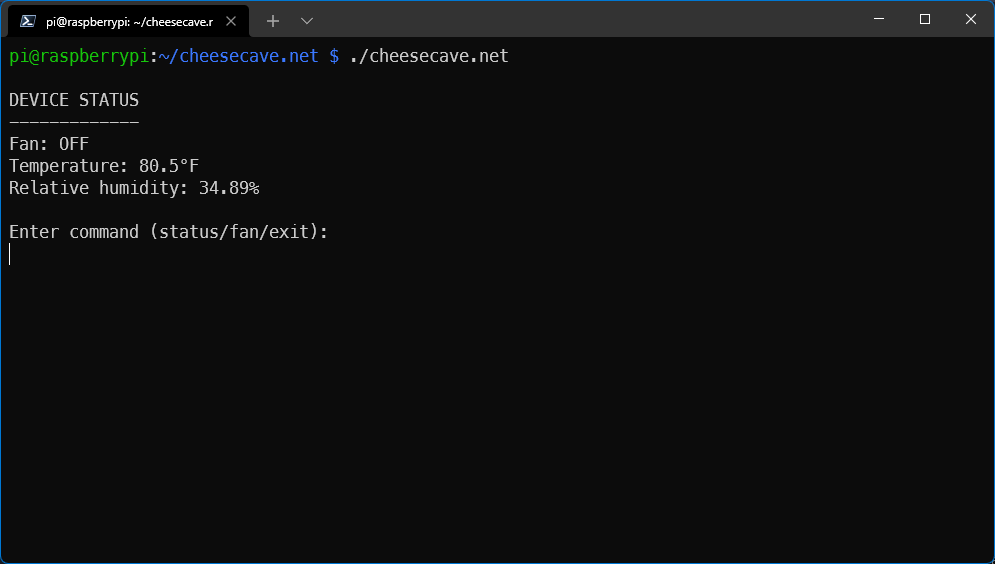 pi@raspberrypi: ~/cheesecave.r
pi@raspberrypi:~/cheesecave.net $ ./cheesecave.net
DEVICE STATUS
-------------
Fan: OFF
Temperature: 80.5°F
Relative humidity: 34.89%
Enter command (status/fan/exit):